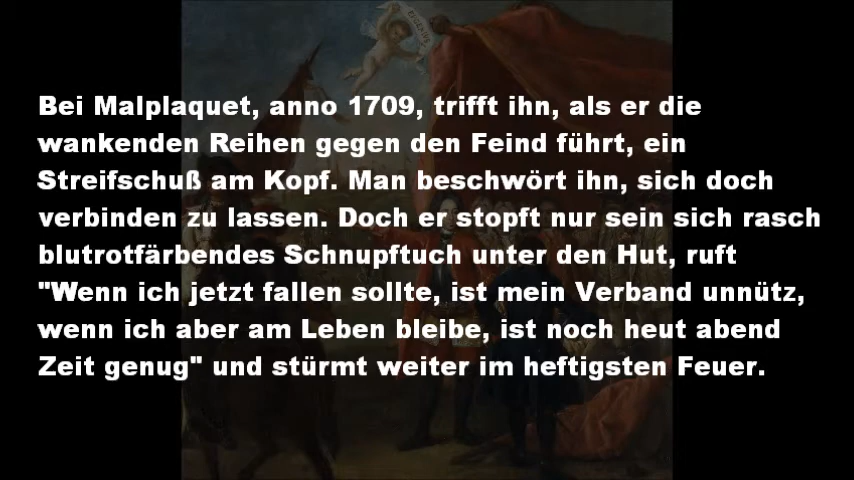 Bei Malplaquet, anno 1709, trifft ihn, als er die
wankenden Reihen gegen den Feind führt, ein
Streifschuß am Kopf. Man beschwört ihn, sich doch
verbinden zu lassen. Doch er stopft nur sein sich rasch
blutrotfärbendes Schnupftuch unter den Hut, ruft
"Wenn ich jetzt fallen sollte, ist mein Verband unnütz,
wenn ich aber am Leben bleibe, ist noch heut abend
Zeit genug" und stürmt weiter im heftigsten Feuer.